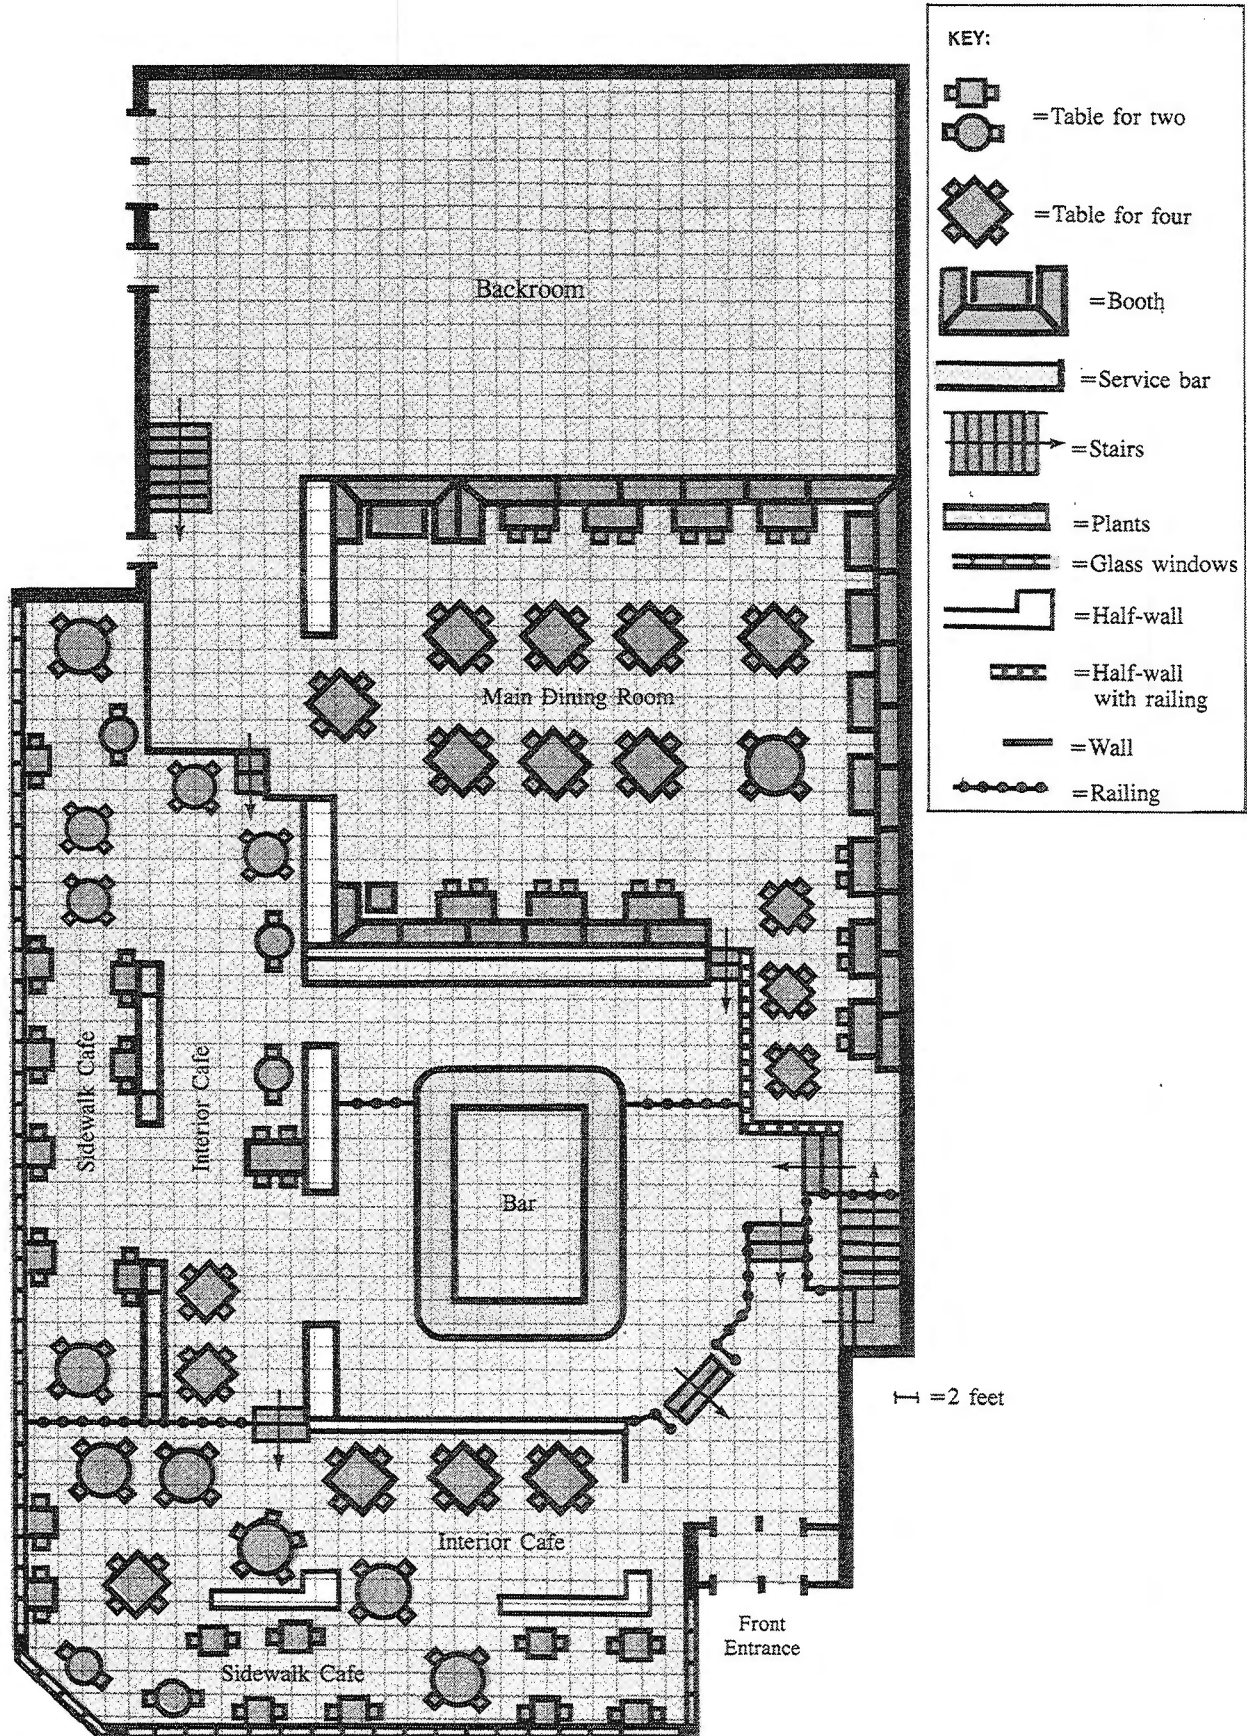 KEY:
=Table for two
=Table for four
=Booth
=Service bar
=Stairs
=Plants
=Glass windows
=Half-wall
=Half-wall
with railing
=Wall
=Railing
Backroom
Main Dining Room
Sidewalk Cafe
Interior Cafe
Bar
=2 feet
Interior Cafe
Front
Entrance
Sidewalk Cafe